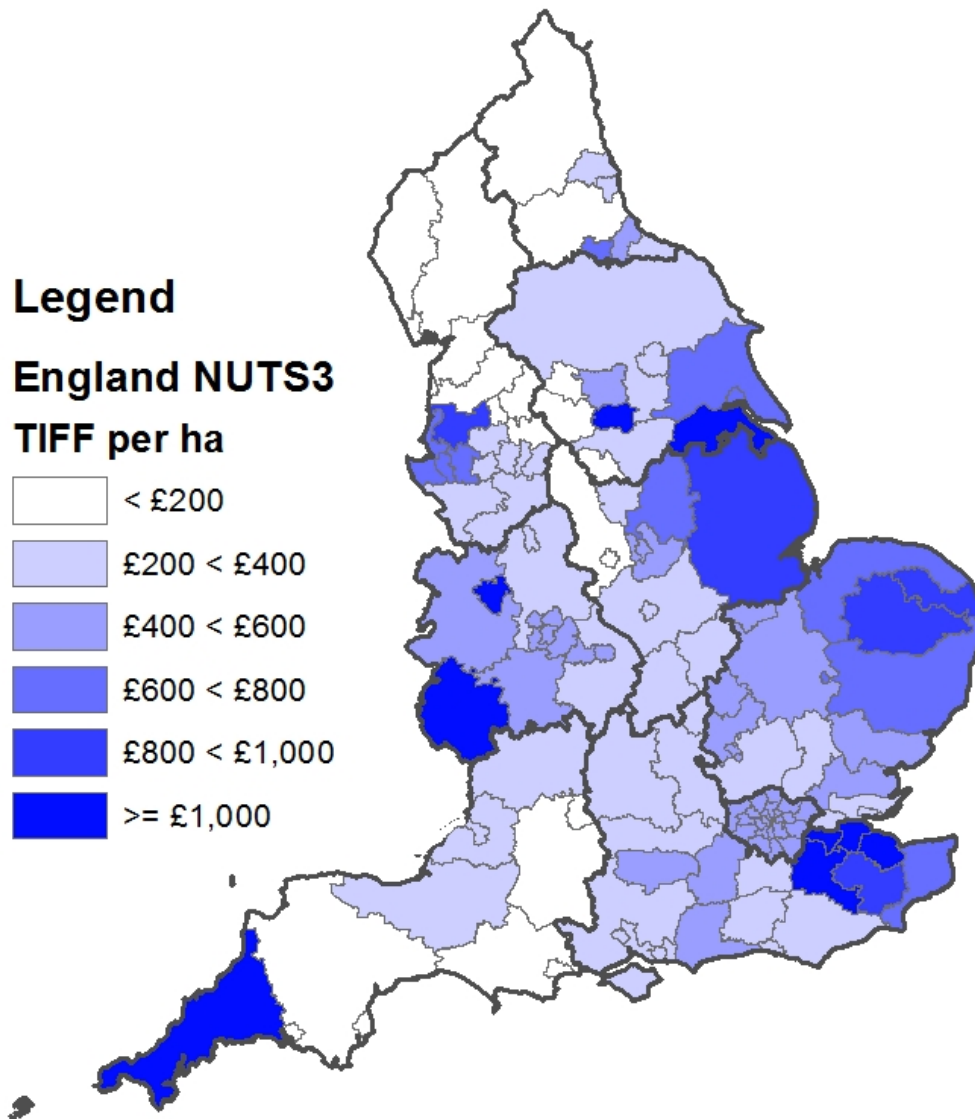 Legend
England NUTS3
TIFF per ha
< £200
£200 < £400
£400 < £600
£600 < £800
£800 < £1,000
>= £1,000